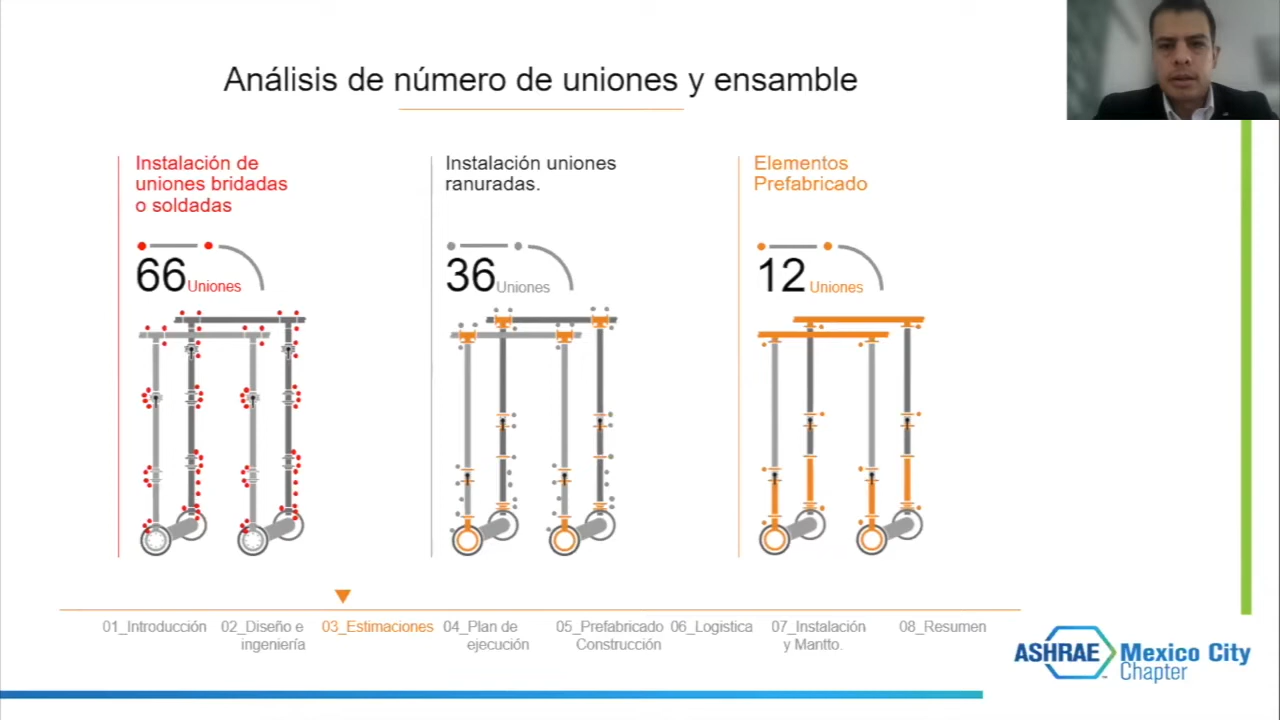 Análisis de número de uniones y ensamble
Instalación de
uniones bridadas
o soldadas
66 Uniones
Instalación uniones
ranuradas.
36 Uniones
Elementos
Prefabricado
12 Uniones
01_Introducción
02_Diseño e
ingeniería
03_Estimaciones
04_Plan de
ejecución
05_Prefabricado
Construcción
06_Logística
07_Instalación
y Mantto.
08_Resumen
ASHRAE Mexico City
Chapter